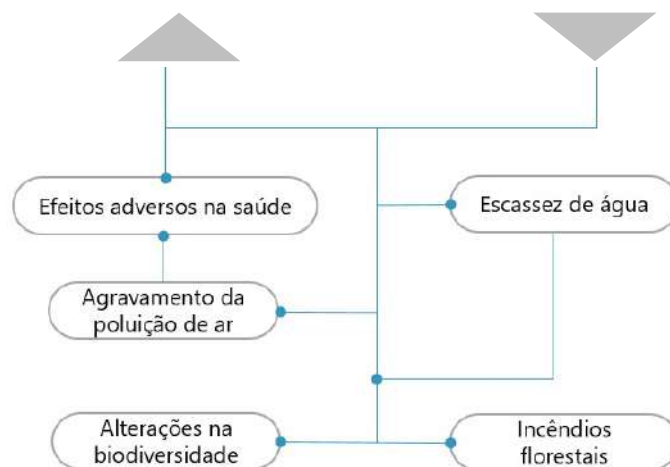 Efeitos adversos na saúde
Escassez de água
Agravamento da
poluição de ar
Alterações na
biodiversidade
Incêndios
florestais